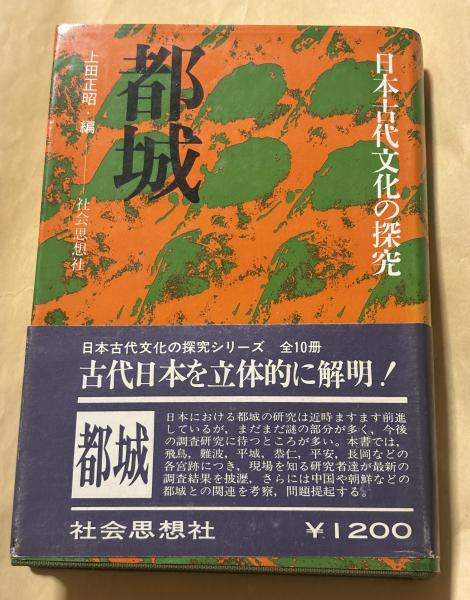 日本古代文化の探究
都城
上田正昭・編
社会思想社
日本古代文化の探究シリーズ 全10冊
古代日本を立体的に解明！
都城
日本における都城の研究は近時ますます前進
しているが，まだまだ謎の部分が多く，今後
の調査研究に待つところが多い。本書では，
飛鳥，難波，平城，恭仁，平安，長岡などの
各宮跡につき，現場を知る研究者達が最新の
調査結果を披瀝，さらには中国や朝鮮などの
都城との関連を考察，問題提起する。
社会思想社
￥1200